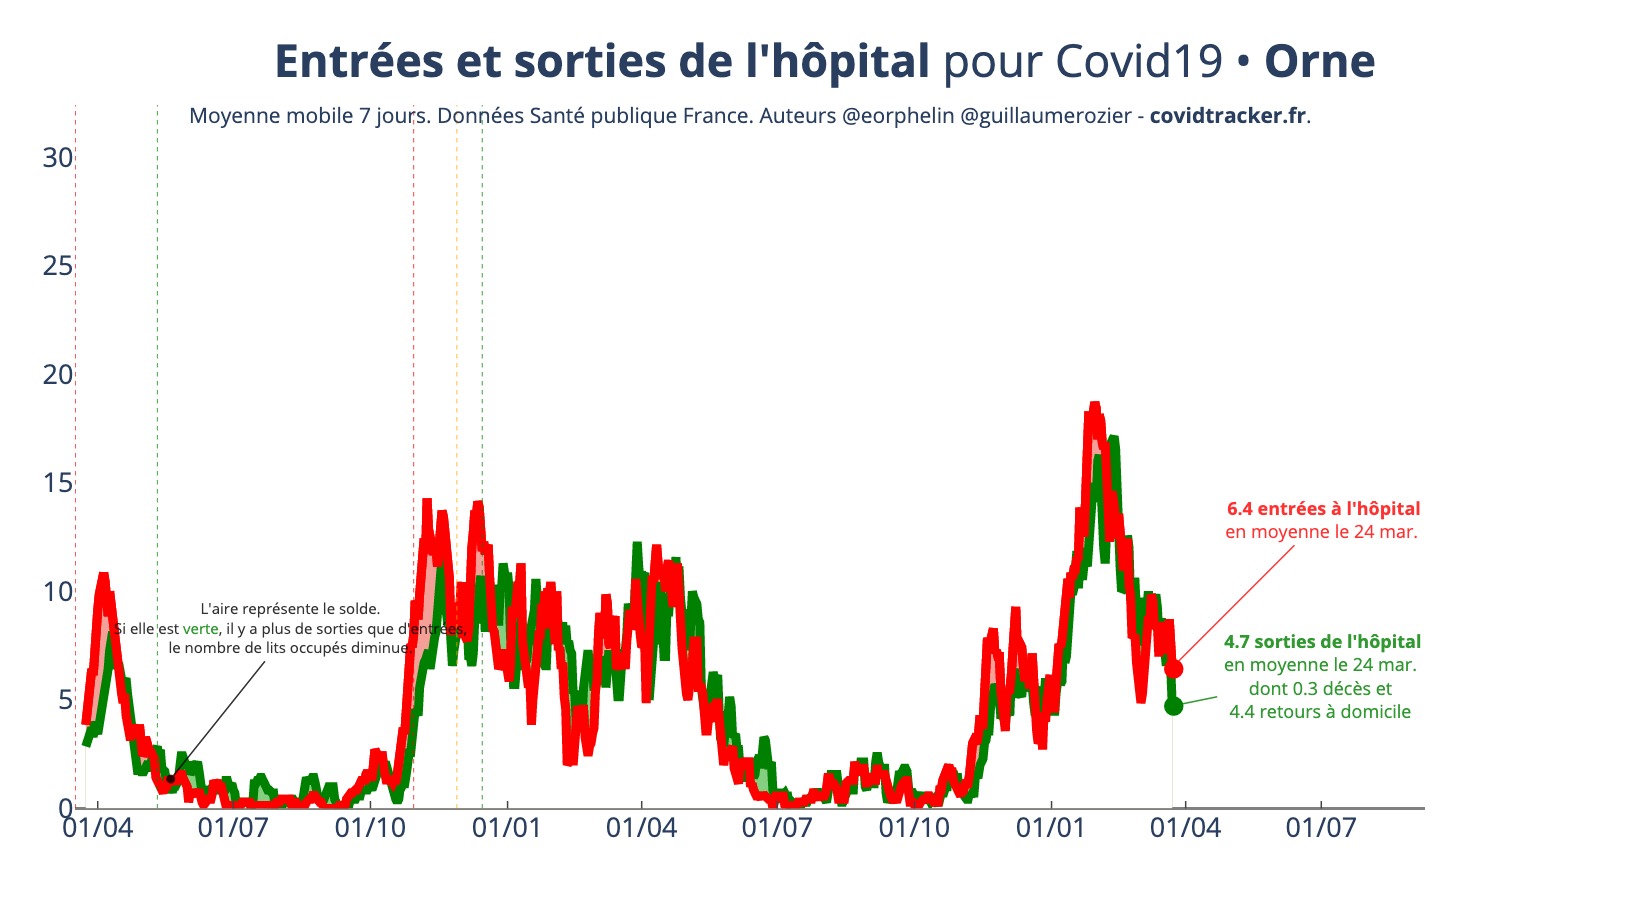 Entrées et sorties de l'hôpital pour Covid19 • Orne
Moyenne mobile 7 jours. Données Santé publique France. Auteurs @eorphelin @guillaumerozier - covidtracker.fr.
30
25
20
15
10
5
0
L'aire représente le solde.
Si elle est verte, il y a plus de sorties que d'entrées,
le nombre de lits occupés diminue.
6.4 entrées à l'hôpital
en moyenne le 24 mar.
4.7 sorties de l'hôpital
en moyenne le 24 mar.
dont 0.3 décès et
4.4 retours à domicile
01/04 01/07 01/10 01/01 01/04 01/07 01/10 01/01 01/04 01/07